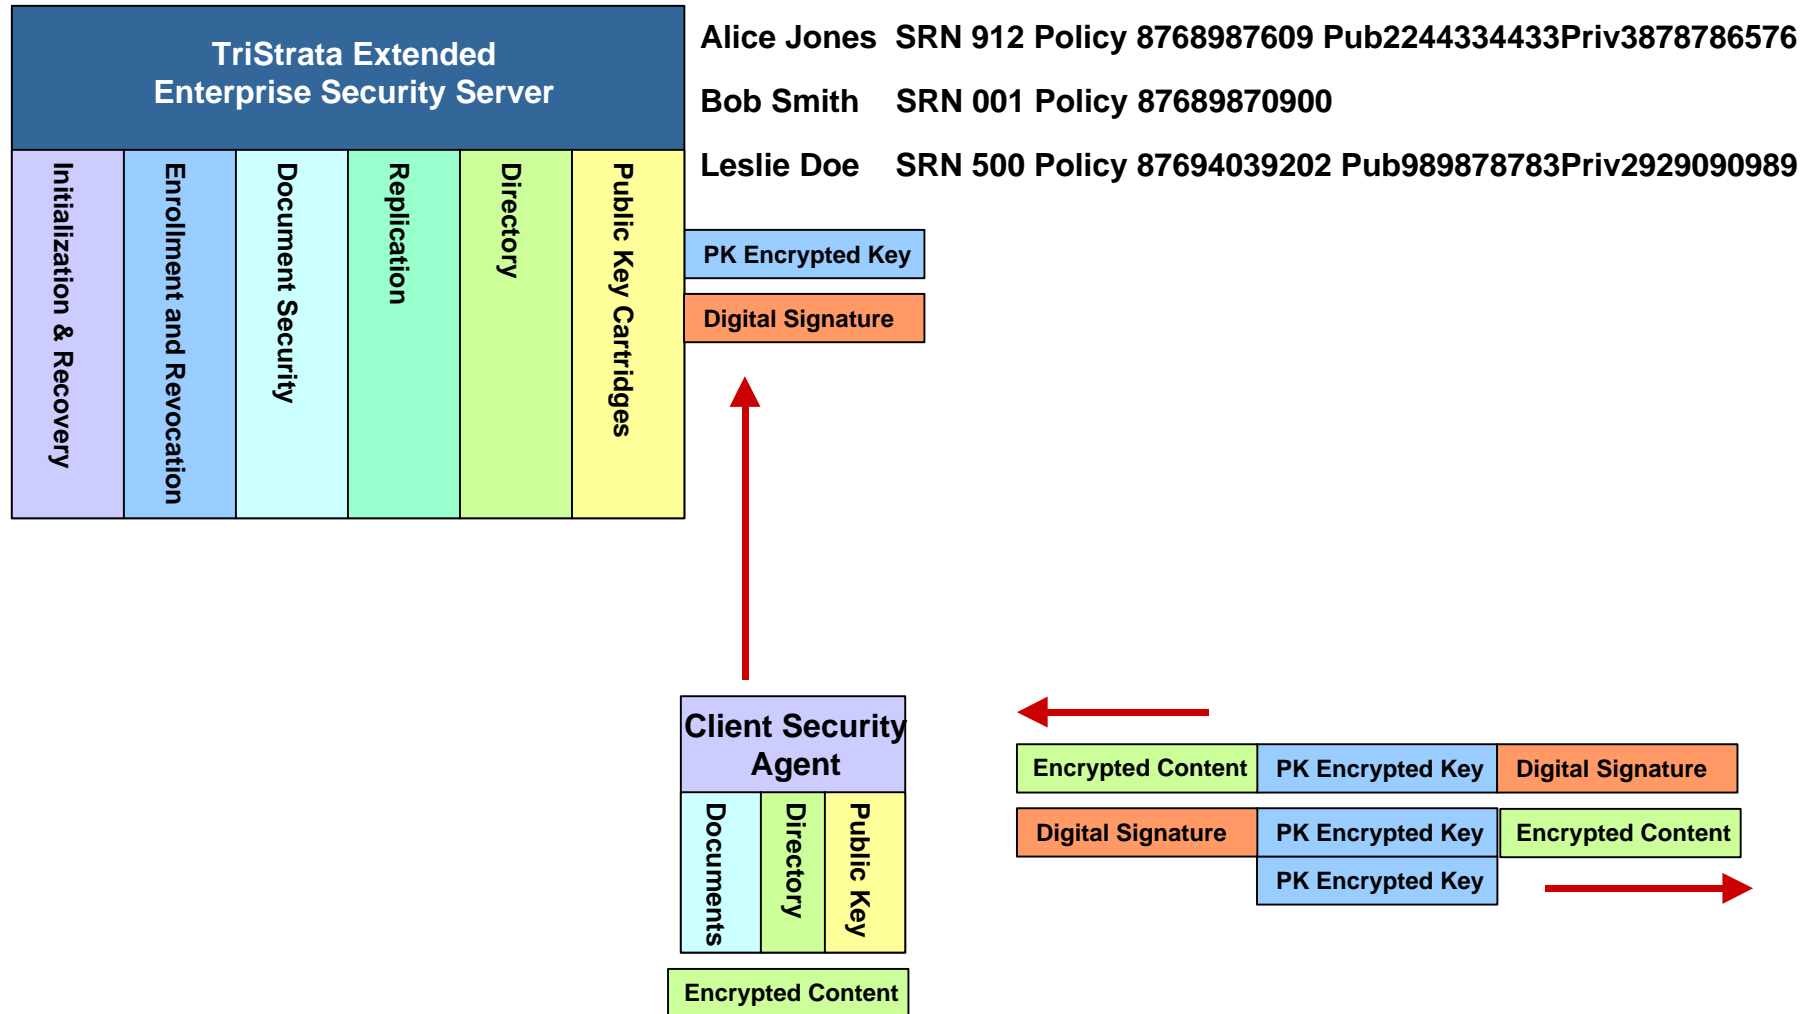 TriStrata Extended
Enterprise Security Server
Alice Jones SRN 912 Policy 8768987609 Pub2244334433Priv3878786576
Bob Smith SRN 001 Policy 87689870900
Leslie Doe SRN 500 Policy 87694039202 Pub989878783Priv2929090989
Initialization & Recovery
Enrollment and Revocation
Document Security
Replication
Directory
Public Key Cartridges
PK Encrypted Key
Digital Signature
Client Security
Agent
Documents
Directory
Public Key
Encrypted Content
Encrypted Content PK Encrypted Key Digital Signature
Digital Signature PK Encrypted Key Encrypted Content
PK Encrypted Key